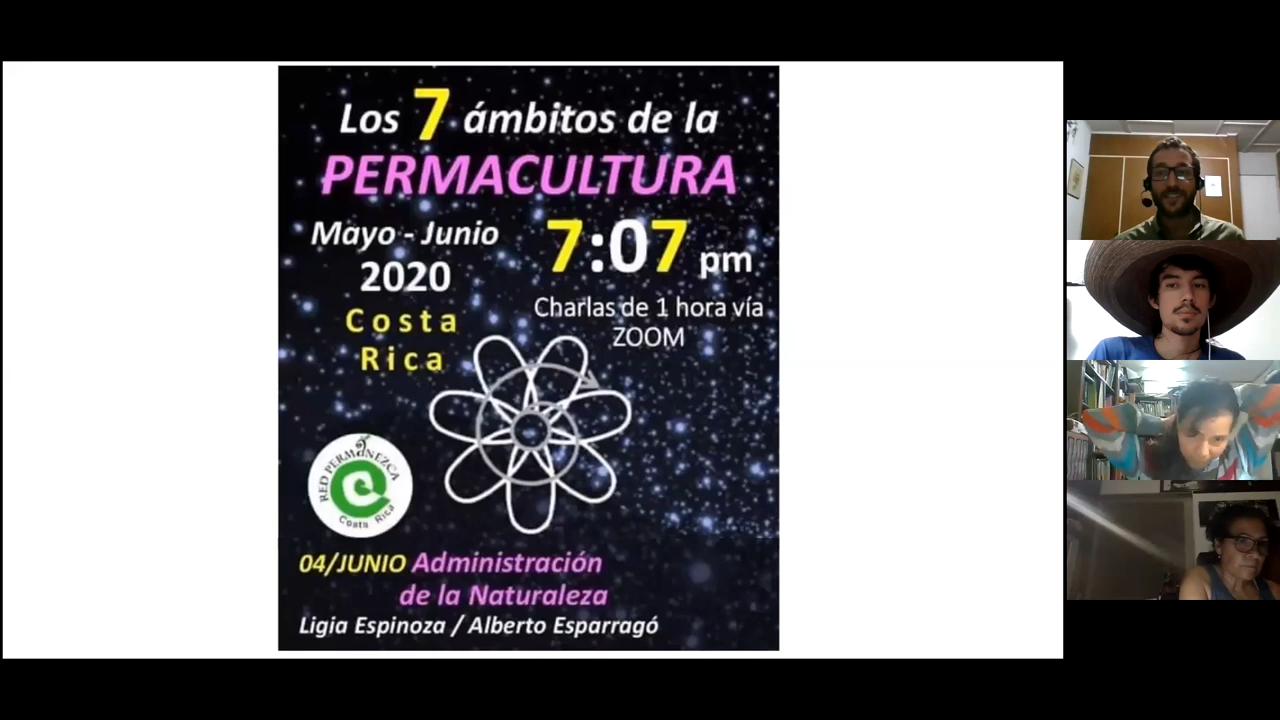 Los 7 ámbitos de la
PERMACULTURA
Mayo - Junio
2020
Costa
Rica
7:07 pm
Charlas de 1 hora vía
ZOOM
RED PERMANEZCA
Costa Rica
04/JUNIO Administración
de la Naturaleza
Ligia Espinoza / Alberto Esparragó